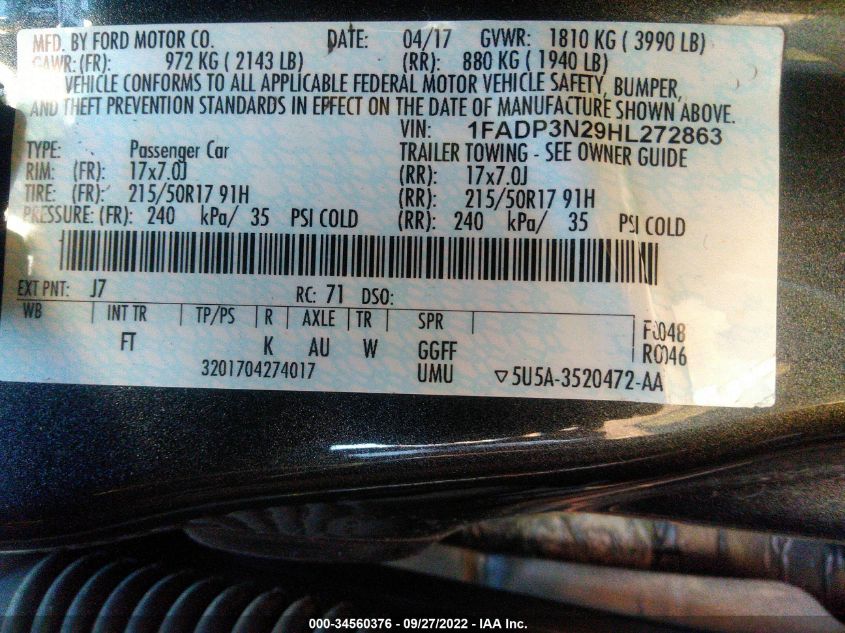 MFD. BY FORD MOTOR CO. DATE: 04/17 GVWR: 1810 KG ( 3990 LB)
GAWR: (FR): 972 KG ( 2143 LB) (RR): 880 KG ( 1940 LB)
VEHICLE CONFORMS TO ALL APPLICABLE FEDERAL MOTOR VEHICLE SAFETY, BUMPER,
AND THEFT PREVENTION STANDARDS IN EFFECT ON THE DATE OF MANUFACTURE SHOWN ABOVE.
VIN: 1FADP3N29HL272863
TYPE: Passenger Car TRAILER TOWING - SEE OWNER GUIDE
RIM: (FR): 17x7.0J (RR): 17x7.0J
TIRE: (FR): 215/50R17 91H (RR): 215/50R17 91H
PRESSURE: (FR): 240 kPa/ 35 PSI COLD (RR): 240 kPa/ 35 PSI COLD
EXT PNT: J7 RC: 71 DSO:
WB INT TR TP/PS R AXLE TR SPR F0048
FT K AU W GGFF R0046
3201704274017 UMU ▽5U5A-3520472-AA
000-34560376 - 09/27/2022 - IAA Inc.